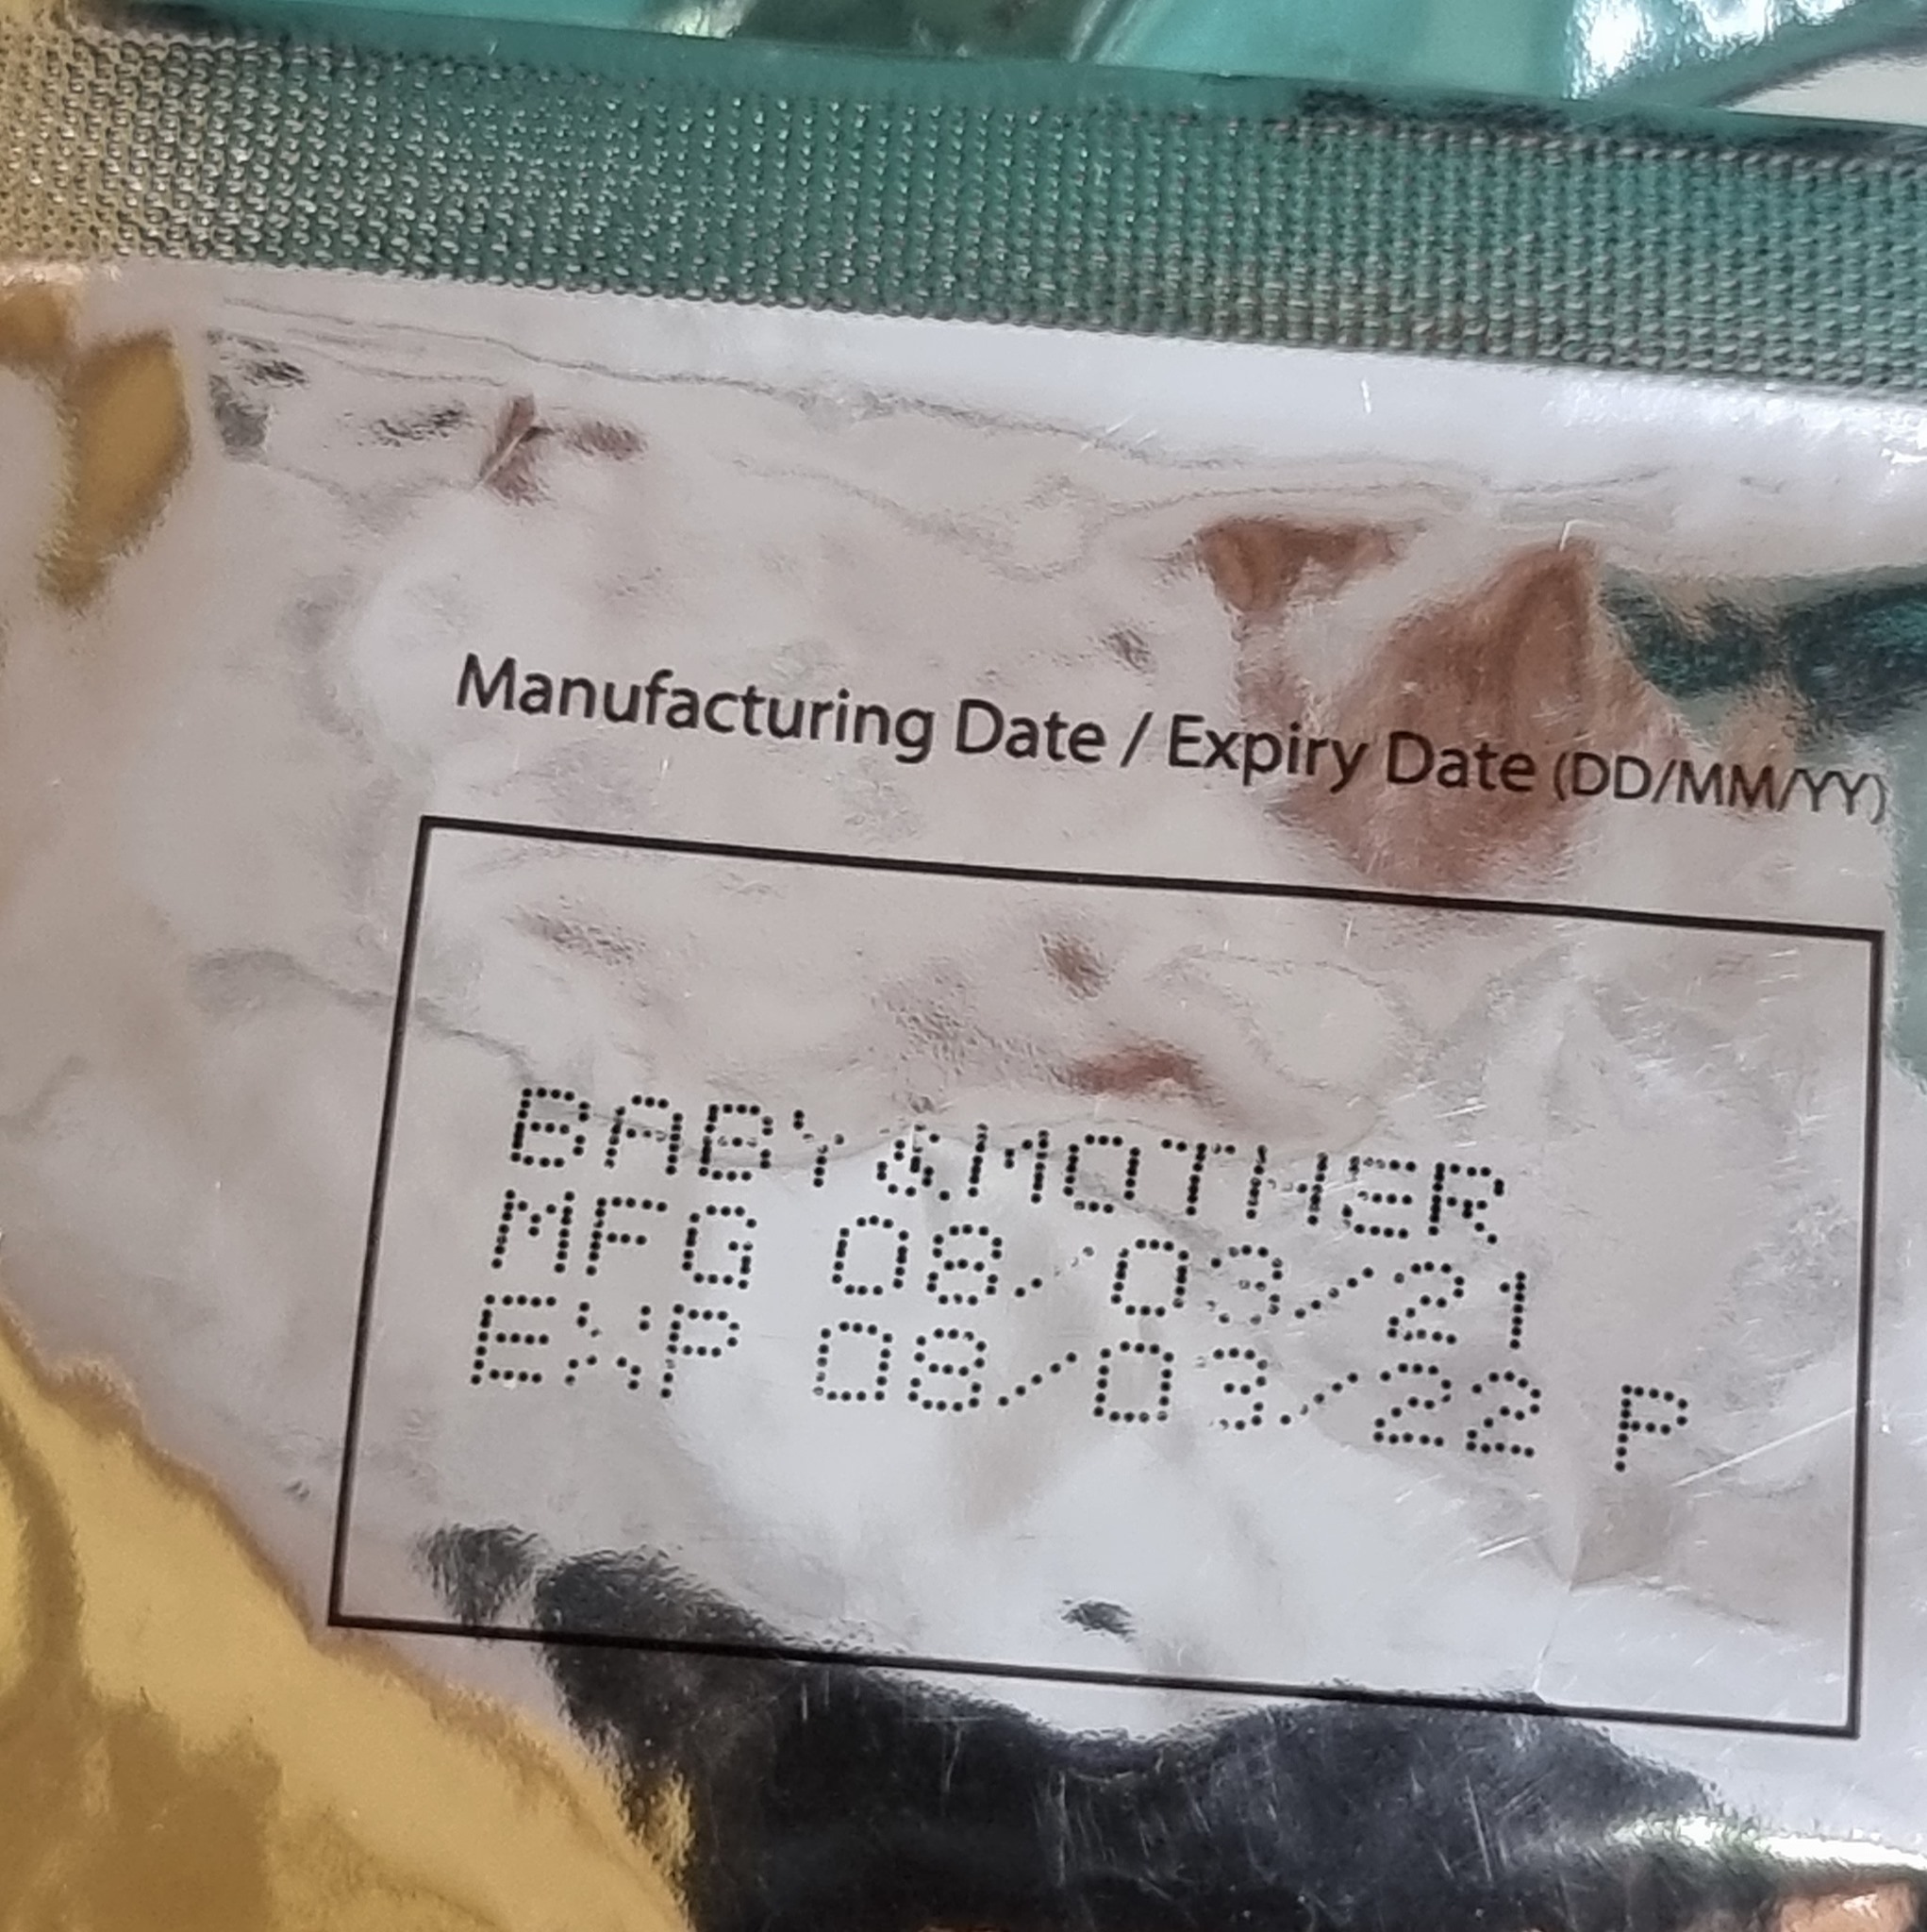 Manufacturing Date / Expiry Date (DD/MM/YY)
BABY&MOTHER
MFG 08/03/21
EXP 08/03/22 P